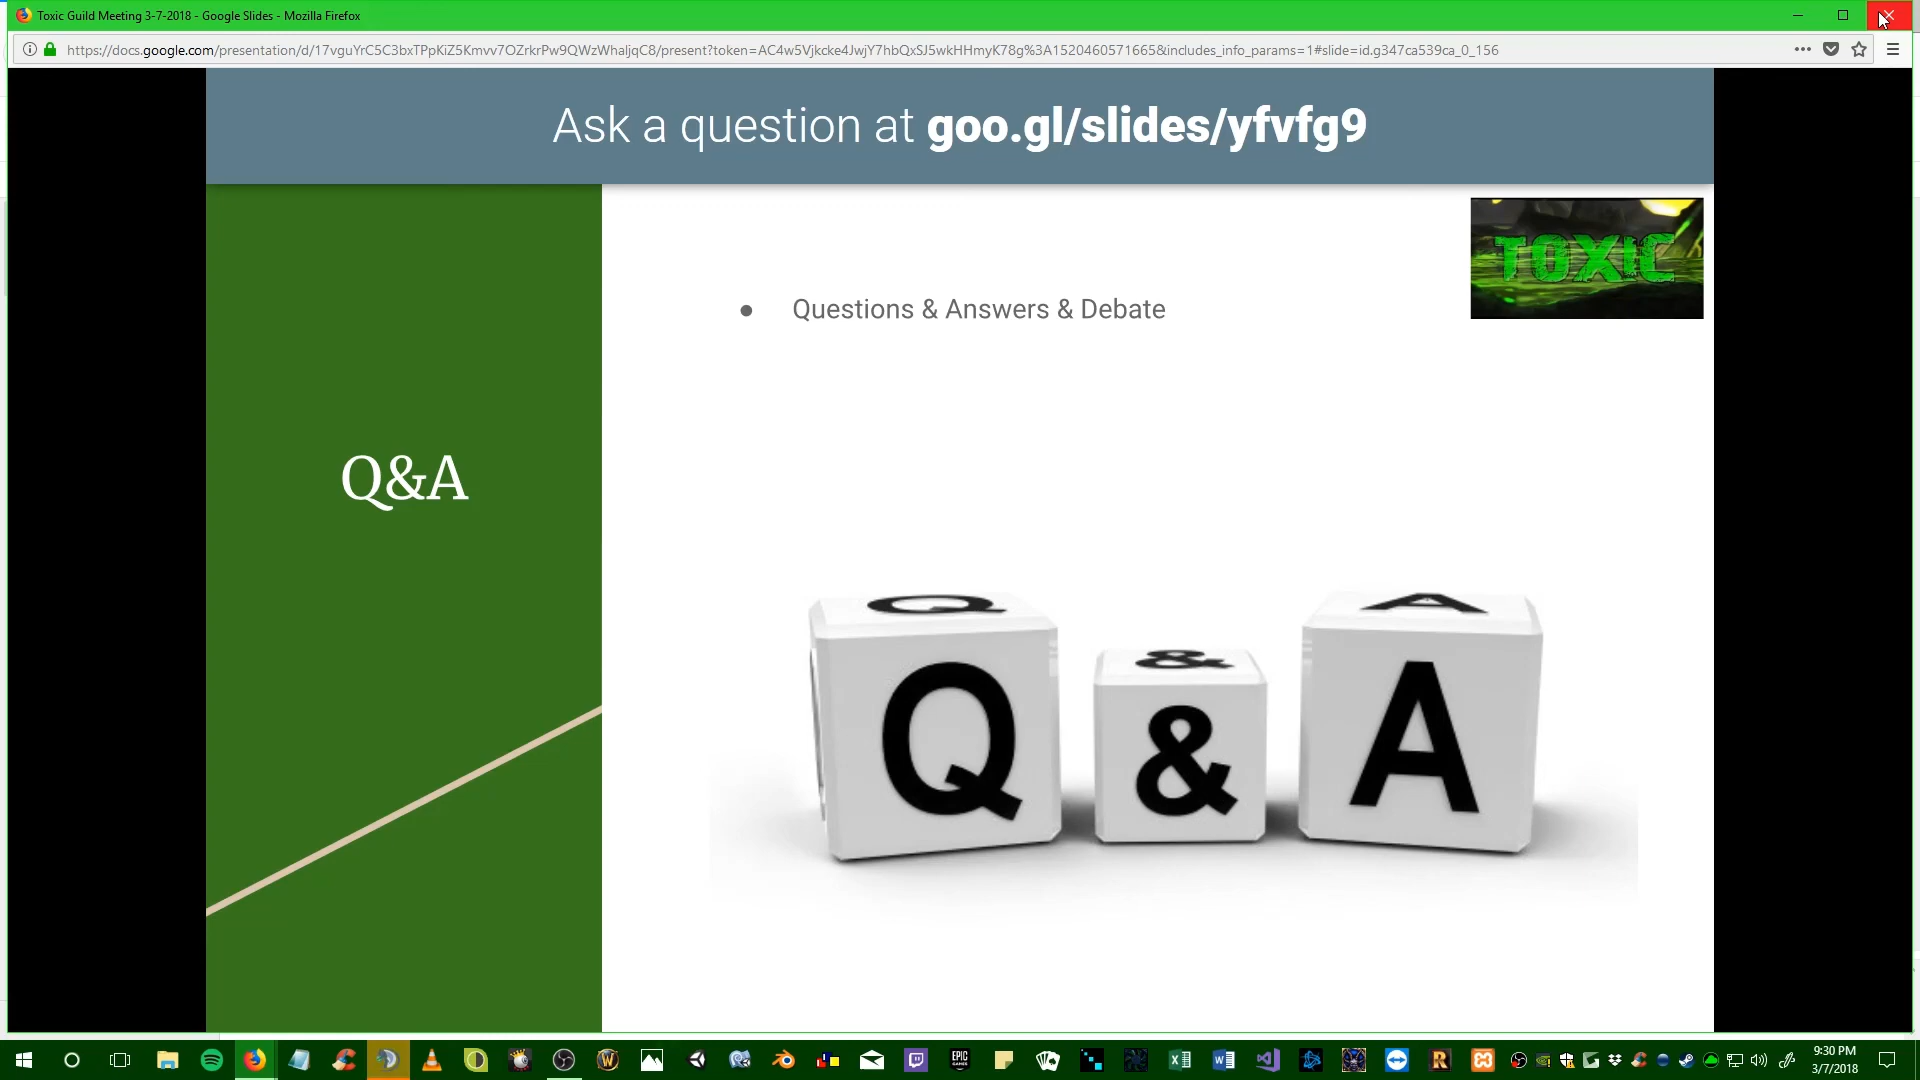 Toxic Guild Meeting 3-7-2018 - Google Slides - Mozilla Firefox
https://docs.google.com/presentation/d/17vguYrC5C3bxTPpKiZ5Kmvv7OZrkrPw9QWzWhaljqC8/present?token=AC4w5Vjkcke4JwjY7hbQxSJ5wkHHmyK78g%3A1520460571665&includes_info_params=1#slide=id.g347ca539ca_0_156
Ask a question at goo.gl/slides/yfvfg9
TOXIC
● Questions & Answers & Debate
Q&A
Q & A
Q & A
EPIC GAMES
9:30 PM
3/7/2018